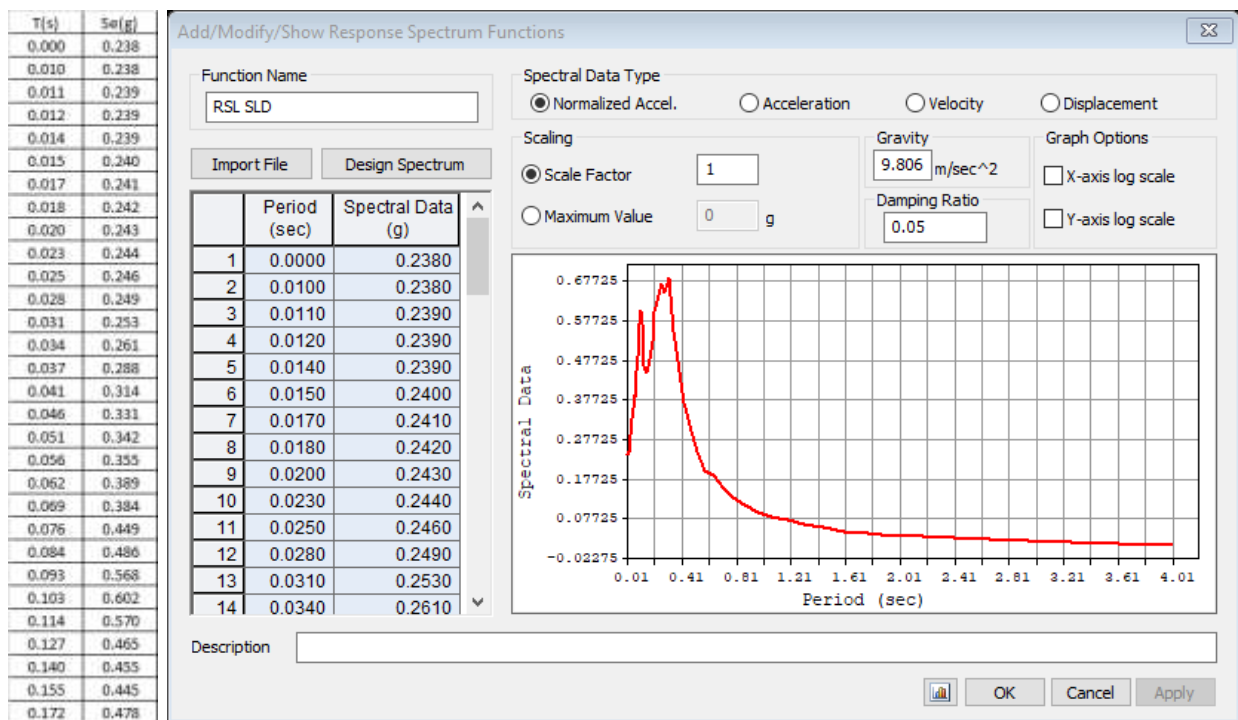 T(s) Se(g)
0.000 0.238
0.010 0.238
0.011 0.239
0.012 0.239
0.014 0.239
0.015 0.240
0.017 0.241
0.018 0.242
0.020 0.243
0.023 0.244
0.025 0.246
0.028 0.249
0.031 0.253
0.034 0.261
0.037 0.288
0.041 0.314
0.046 0.331
0.051 0.342
0.056 0.355
0.062 0.389
0.069 0.384
0.076 0.449
0.084 0.486
0.093 0.568
0.103 0.602
0.114 0.570
0.127 0.465
0.140 0.455
0.155 0.445
0.172 0.478
Add/Modify/Show Response Spectrum Functions
Function Name
RSL SLD
Import File Design Spectrum
Period (sec) Spectral Data (g)
1 0.0000 0.2380
2 0.0100 0.2380
3 0.0110 0.2390
4 0.0120 0.2390
5 0.0140 0.2390
6 0.0150 0.2400
7 0.0170 0.2410
8 0.0180 0.2420
9 0.0200 0.2430
10 0.0230 0.2440
11 0.0250 0.2460
12 0.0280 0.2490
13 0.0310 0.2530
14 0.0340 0.2610
Spectral Data Type
Normalized Accel. Acceleration Velocity Displacement
Scaling
Scale Factor 1
Maximum Value 0 g
Gravity
9.806 m/sec^2
Damping Ratio
0.05
Graph Options
X-axis log scale
Y-axis log scale
Spectral Data
0.67725
0.57725
0.47725
0.37725
0.27725
0.17725
0.07725
-0.02275
0.01 0.41 0.81 1.21 1.61 2.01 2.41 2.81 3.21 3.61 4.01
Period (sec)
Description
OK Cancel Apply